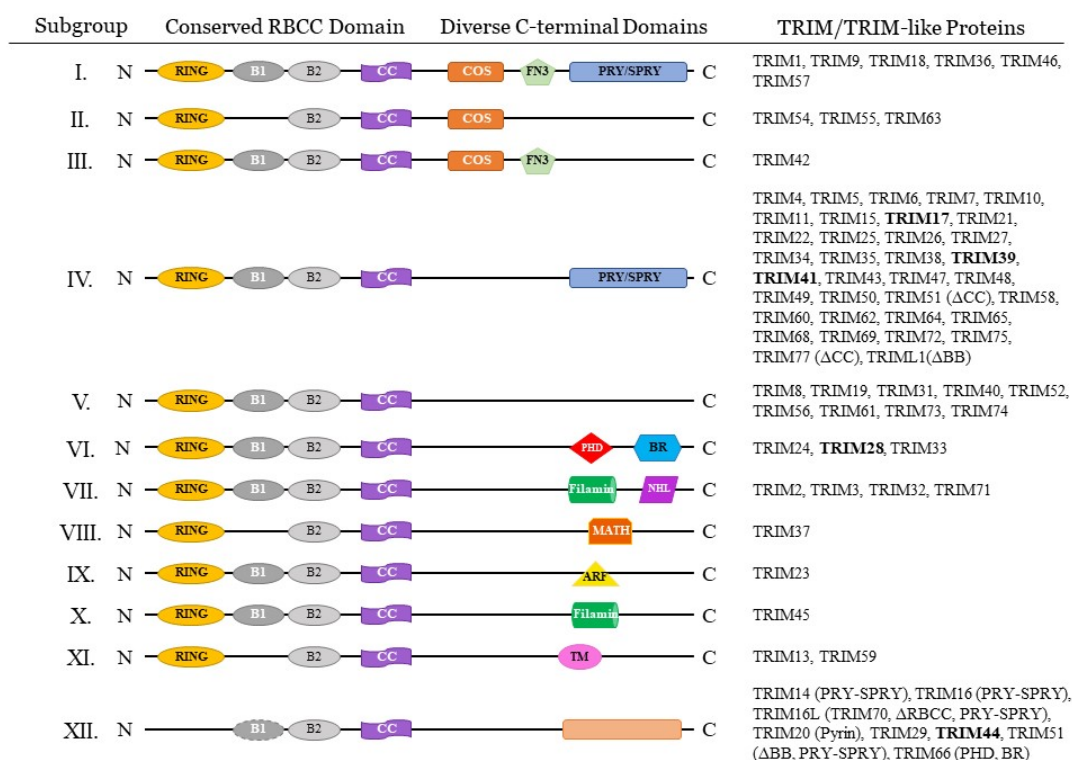 Subgroup Conserved RBCC Domain Diverse C-terminal Domains TRIM/TRIM-like Proteins
I. N RING B1 B2 CC COS FN3 PRY/SPRY C
TRIM1, TRIM9, TRIM18, TRIM36, TRIM46,
TRIM57
II. N RING B2 CC COS C TRIM54, TRIM55, TRIM63
III. N RING B1 B2 CC COS FN3 C TRIM42
IV. N RING B1 B2 CC PRY/SPRY C
TRIM4, TRIM5, TRIM6, TRIM7, TRIM10,
TRIM11, TRIM15, TRIM17, TRIM21,
TRIM22, TRIM25, TRIM26, TRIM27,
TRIM34, TRIM35, TRIM38, TRIM39,
TRIM41, TRIM43, TRIM47, TRIM48,
TRIM49, TRIM50, TRIM51 (ΔCC), TRIM58,
TRIM60, TRIM62, TRIM64, TRIM65,
TRIM68, TRIM69, TRIM72, TRIM75,
TRIM77 (ΔCC), TRIML1(ΔBB)
V. N RING B1 B2 CC C
TRIM8, TRIM19, TRIM31, TRIM40, TRIM52,
TRIM56, TRIM61, TRIM73, TRIM74
VI. N RING B1 B2 CC PHD BR C TRIM24, TRIM28, TRIM33
VII. N RING B1 B2 CC Filamin NHL C TRIM2, TRIM3, TRIM32, TRIM71
VIII. N RING B2 CC MATH C TRIM37
IX. N RING B1 B2 CC ARF C TRIM23
X. N RING B1 B2 CC Filamin C TRIM45
XI. N RING B2 CC TM C TRIM13, TRIM59
XII. N B1 B2 CC C
TRIM14 (PRY-SPRY), TRIM16 (PRY-SPRY),
TRIM16L (TRIM70, ΔRBCC, PRY-SPRY),
TRIM20 (Pyrin), TRIM29, TRIM44, TRIM51
(ΔBB, PRY-SPRY), TRIM66 (PHD, BR)